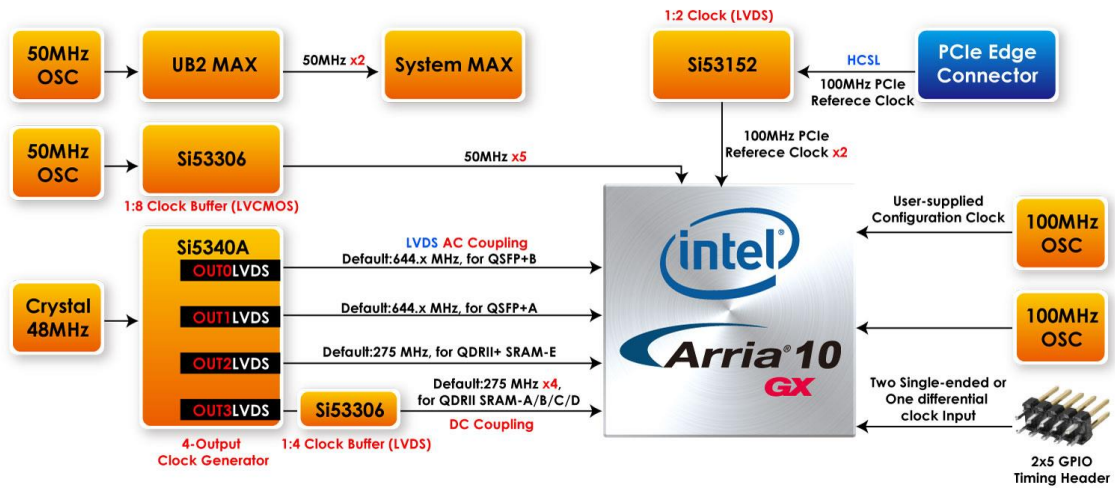 1:2 Clock (LVDS)
50MHz
OSC
UB2 MAX
50MHz x2
System MAX
Si53152
HCSL
100MHz PCIe
Referece Clock
PCIe Edge
Connector
100MHz PCIe
Referece Clock x2
50MHz
OSC
Si53306
50MHz x5
1:8 Clock Buffer (LVCMOS)
User-supplied
Configuration Clock
100MHz
OSC
Crystal
48MHz
Si5340A
OUT0LVDS
LVDS AC Coupling
Default:644.x MHz, for QSFP+B
OUT1LVDS
Default:644.x MHz, for QSFP+A
OUT2LVDS
Default:275 MHz, for QDRII+ SRAM-E
OUT3LVDS
4-Output
Clock Generator
Si53306
1:4 Clock Buffer (LVDS)
Default:275 MHz x4,
for QDRII SRAM-A/B/C/D
DC Coupling
intel®
Arria® 10
GX
100MHz
OSC
Two Single-ended or
One differential
clock Input
2x5 GPIO
Timing Header